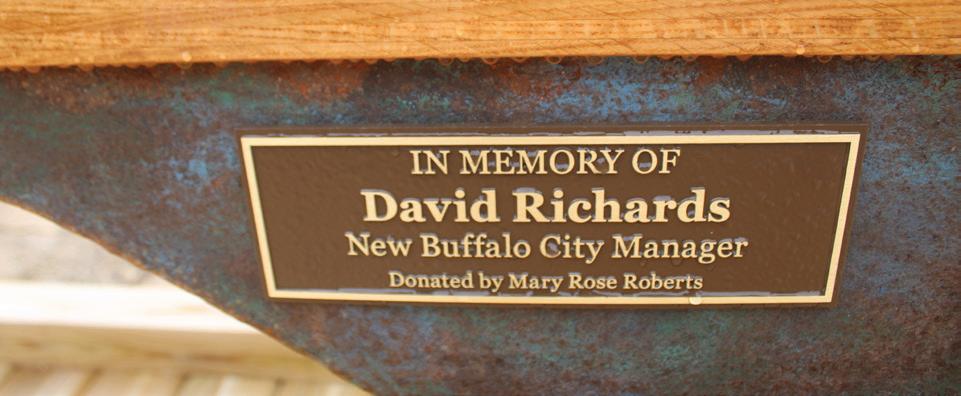 IN MEMORY OF
David Richards
New Buffalo City Manager
Donated by Mary Rose Roberts